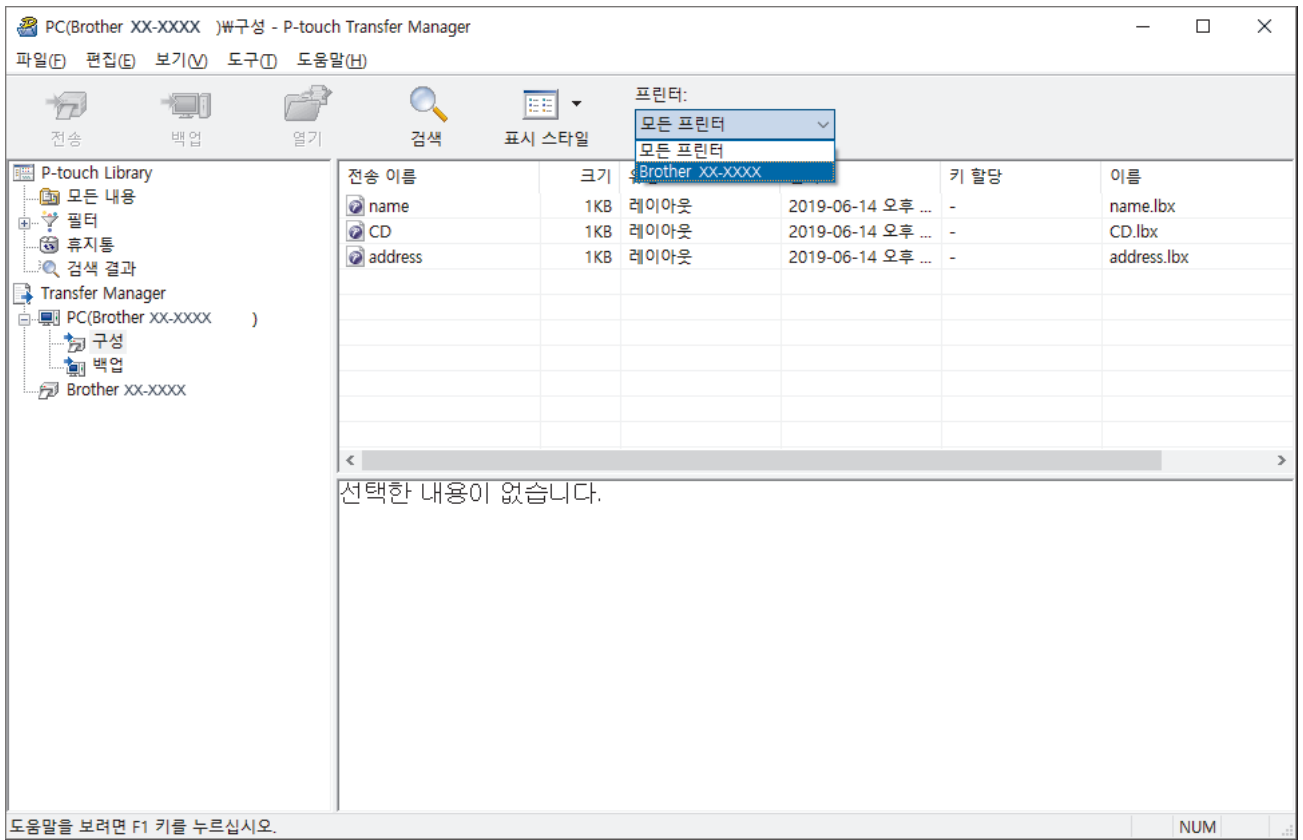 PC(Brother XX-XXXX )₩구성 - P-touch Transfer Manager
파일(F) 편집(E) 보기(V) 도구(T) 도움말(H)
전송 백업 열기 검색 표시 스타일
프린터:
모든 프린터
모든 프린터
Brother XX-XXXX
P-touch Library
모든 내용
필터
휴지통
검색 결과
Transfer Manager
PC(Brother XX-XXXX )
구성
백업
Brother XX-XXXX
전송 이름 크기 키 할당 이름
name 1KB 레이아웃 2019-06-14 오후 ... - name.lbx
CD 1KB 레이아웃 2019-06-14 오후 ... - CD.lbx
address 1KB 레이아웃 2019-06-14 오후 ... - address.lbx
선택한 내용이 없습니다.
도움말을 보려면 F1 키를 누르십시오. NUM